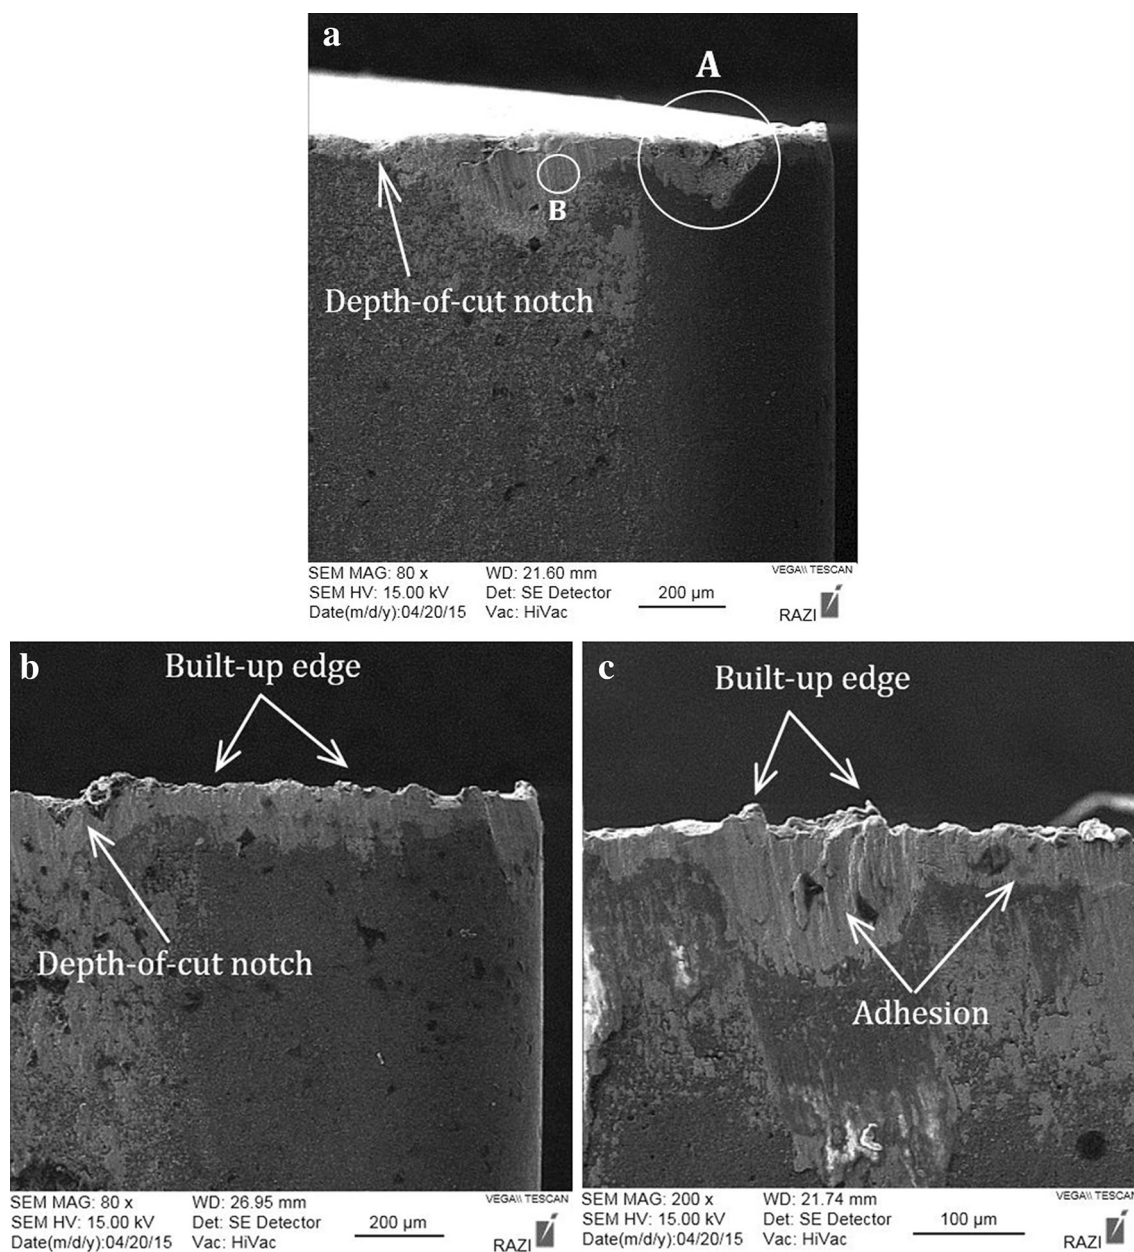 a
A
B
Depth-of-cut notch
SEM MAG: 80 x WD: 21.60 mm VEGA\\ TESCAN
SEM HV: 15.00 kV Det: SE Detector 200 µm
Date(m/d/y):04/20/15 Vac: HiVac RAZI
b
Built-up edge
Depth-of-cut notch
SEM MAG: 80 x WD: 26.95 mm VEGA\\ TESCAN
SEM HV: 15.00 kV Det: SE Detector 200 µm
Date(m/d/y):04/20/15 Vac: HiVac RAZI
c
Built-up edge
Adhesion
SEM MAG: 200 x WD: 21.74 mm VEGA\\ TESCAN
SEM HV: 15.00 kV Det: SE Detector 100 µm
Date(m/d/y):04/20/15 Vac: HiVac RAZI